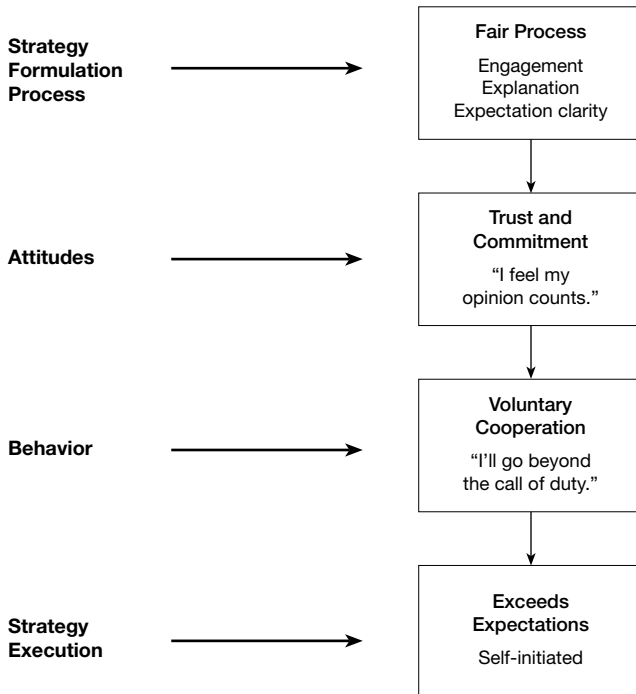 Strategy
Formulation
Process
Fair Process
Engagement
Explanation
Expectation clarity
Attitudes
Trust and
Commitment
“I feel my
opinion counts.”
Behavior
Voluntary
Cooperation
“I’ll go beyond
the call of duty.”
Strategy
Execution
Exceeds
Expectations
Self-initiated